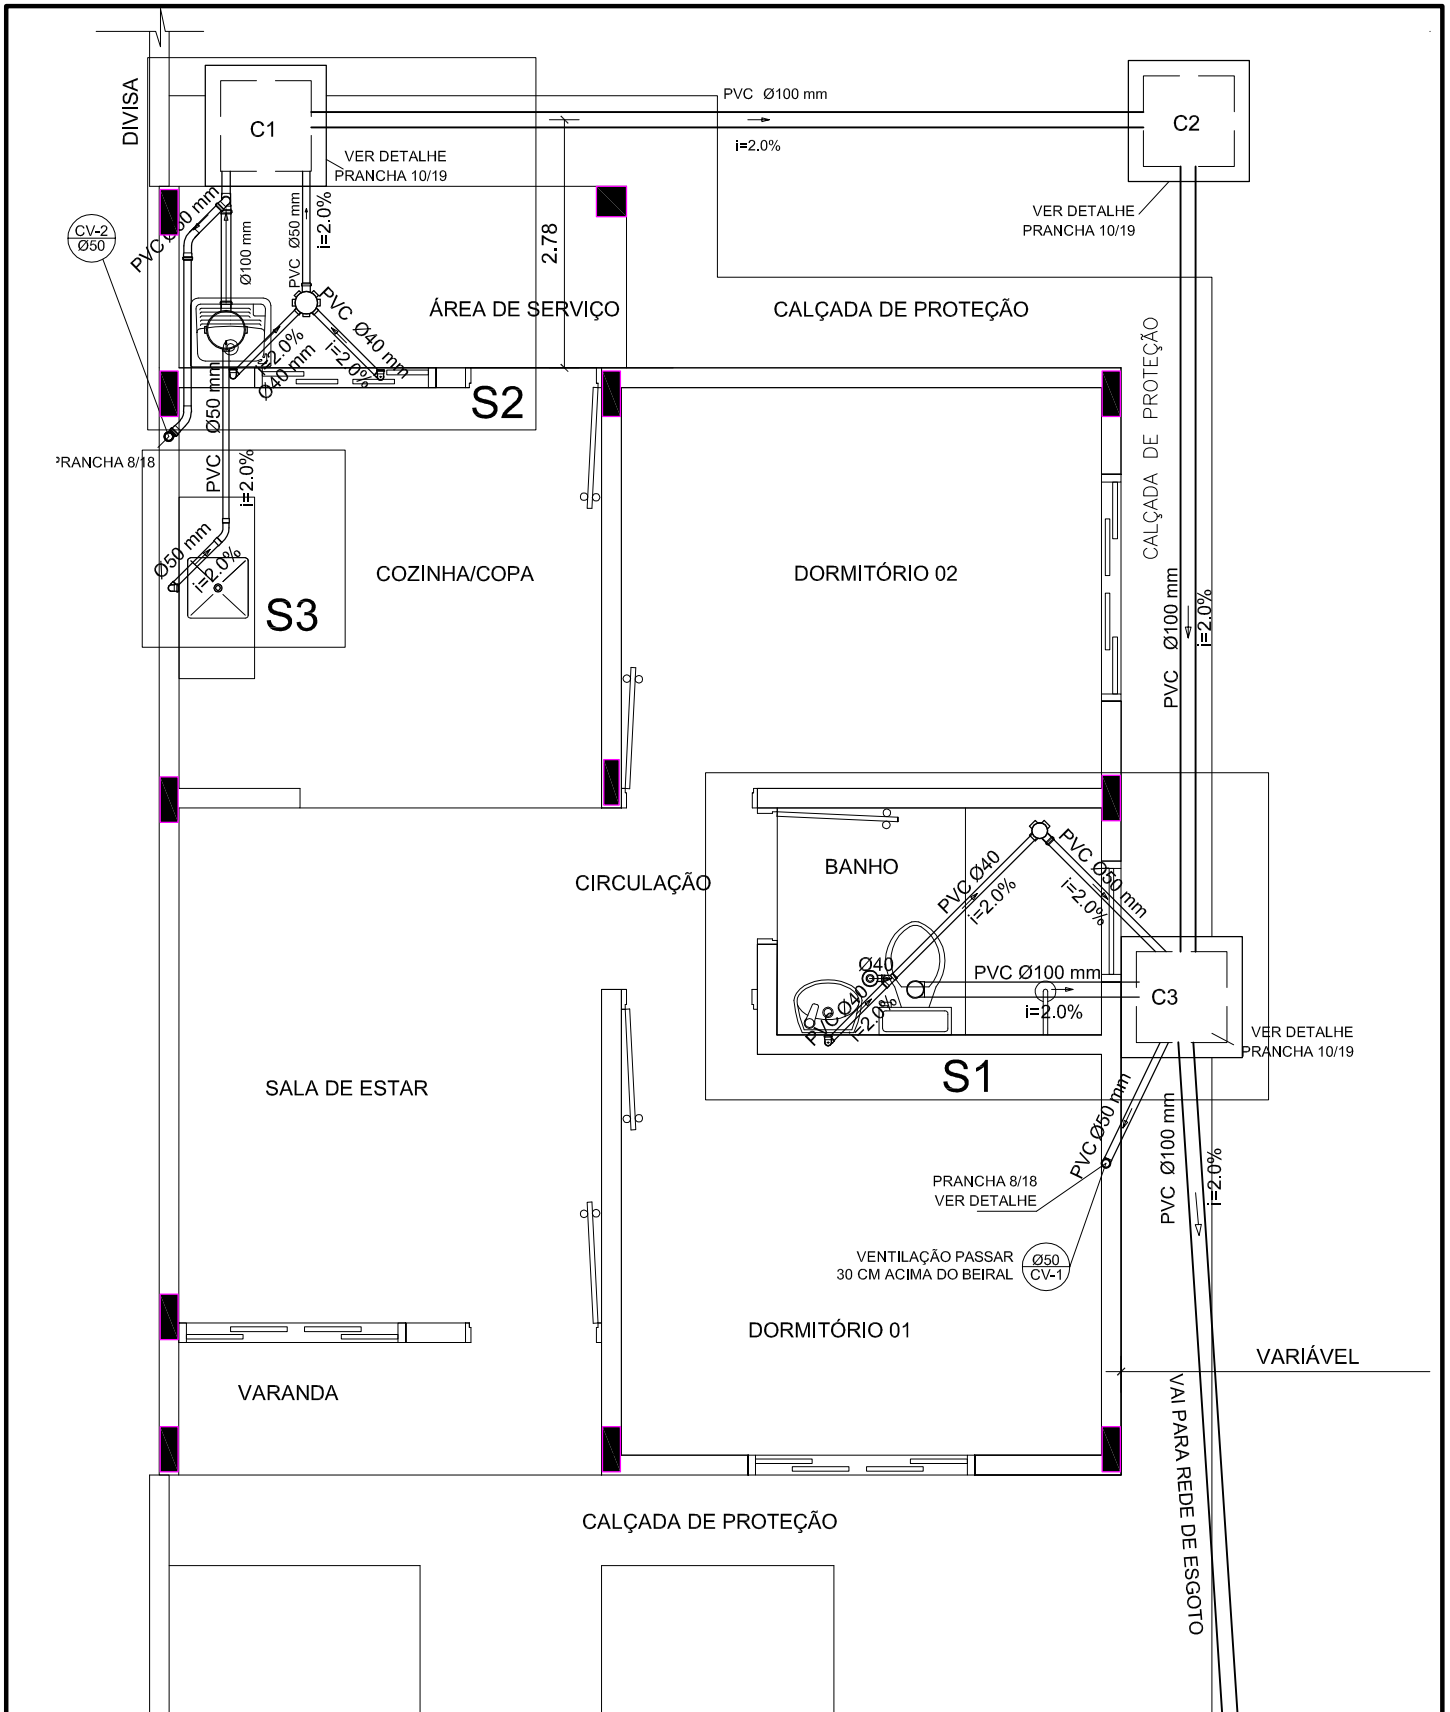 DIVISA
C1
PVC Ø100 mm
i=2.0%
C2
VER DETALHE
PRANCHA 10/19
VER DETALHE
PRANCHA 10/19
CV-2
Ø50
PVC Ø50 mm
Ø100 mm
PVC Ø50 mm
i=2.0%
2.78
ÁREA DE SERVIÇO
CALÇADA DE PROTEÇÃO
PVC Ø40 mm
i=2.0%
i=2.0%
Ø40 mm
S2
CALÇADA DE PROTEÇÃO
PVC Ø50 mm
i=2.0%
PRANCHA 8/18
Ø50 mm
i=2.0%
S3
COZINHA/COPA
DORMITÓRIO 02
PVC Ø100 mm
i=2.0%
CIRCULAÇÃO
BANHO
PVC Ø40
i=2.0%
PVC Ø50 mm
i=2.0%
Ø40
PVC Ø40
i=2.0%
PVC Ø100 mm
i=2.0%
C3
VER DETALHE
PRANCHA 10/19
S1
SALA DE ESTAR
PVC Ø50 mm
PVC Ø100 mm
i=2.0%
PRANCHA 8/18
VER DETALHE
VENTILAÇÃO PASSAR
30 CM ACIMA DO BEIRAL
Ø50
CV-1
DORMITÓRIO 01
VARIÁVEL
VARANDA
VAI PARA REDE DE ESGOTO
CALÇADA DE PROTEÇÃO